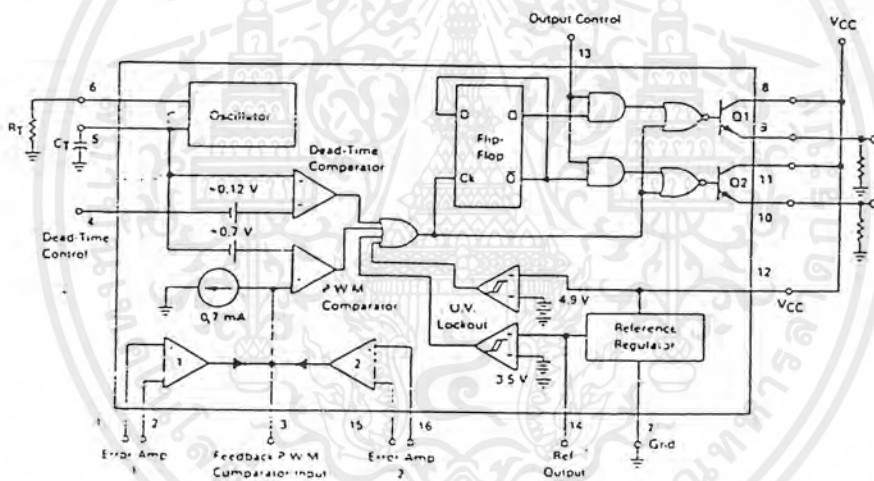 Output Control
VCC
13
6
8
RT
Oscillator
Q
Q1
5
CT
9
Dead-Time
Comparator
Flip-
Flop
≈0.12 V
11
Ck
Q̅
Q2
4
≈0.7 V
10
Dead-Time
Control
P W M
Comparator
12
4.9 V
VCC
0.7 mA
U.V.
Lockout
Reference
Regulator
1
2
3.5 V
1
2
3
15
16
14
7
Error Amp
1
Feedback P W M
Comparator Input
Error Amp
2
Ref
Output
Gnd